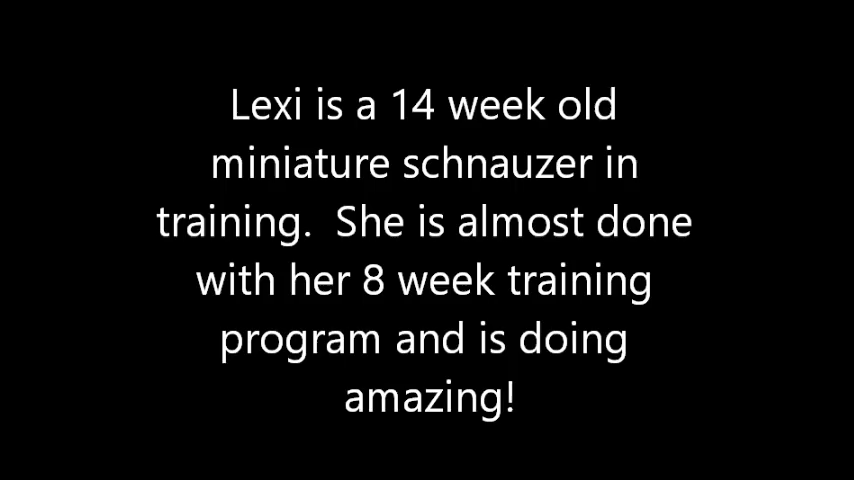 Lexi is a 14 week old
miniature schnauzer in
training.  She is almost done
with her 8 week training
program and is doing
amazing!